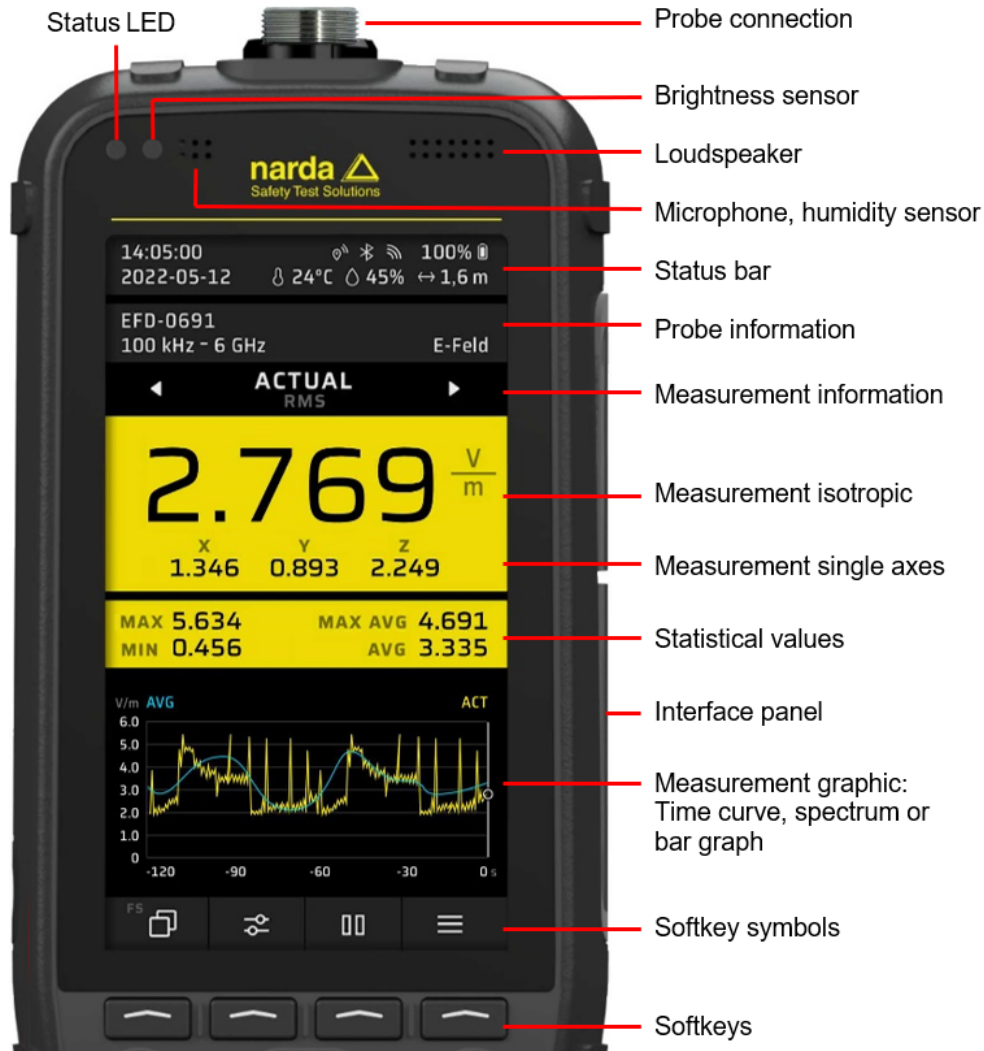 Status LED
Probe connection
Brightness sensor
Loudspeaker
Microphone, humidity sensor
Status bar
Probe information
Measurement information
Measurement isotropic
Measurement single axes
Statistical values
Interface panel
Measurement graphic:
Time curve, spectrum or
bar graph
Softkey symbols
Softkeys
narda
Safety Test Solutions
14:05:00 100%
2022-05-12 24°C 45% ↔ 1,6 m
EFD-0691
100 kHz - 6 GHz E-Feld
◀ ACTUAL ▶
RMS
2.769 V/m
X Y Z
1.346 0.893 2.249
MAX 5.634 MAX AVG 4.691
MIN 0.456 AVG 3.335
V/m AVG ACT
6.0
5.0
4.0
3.0
2.0
1.0
0
-120 -90 -60 -30 0 s
FS